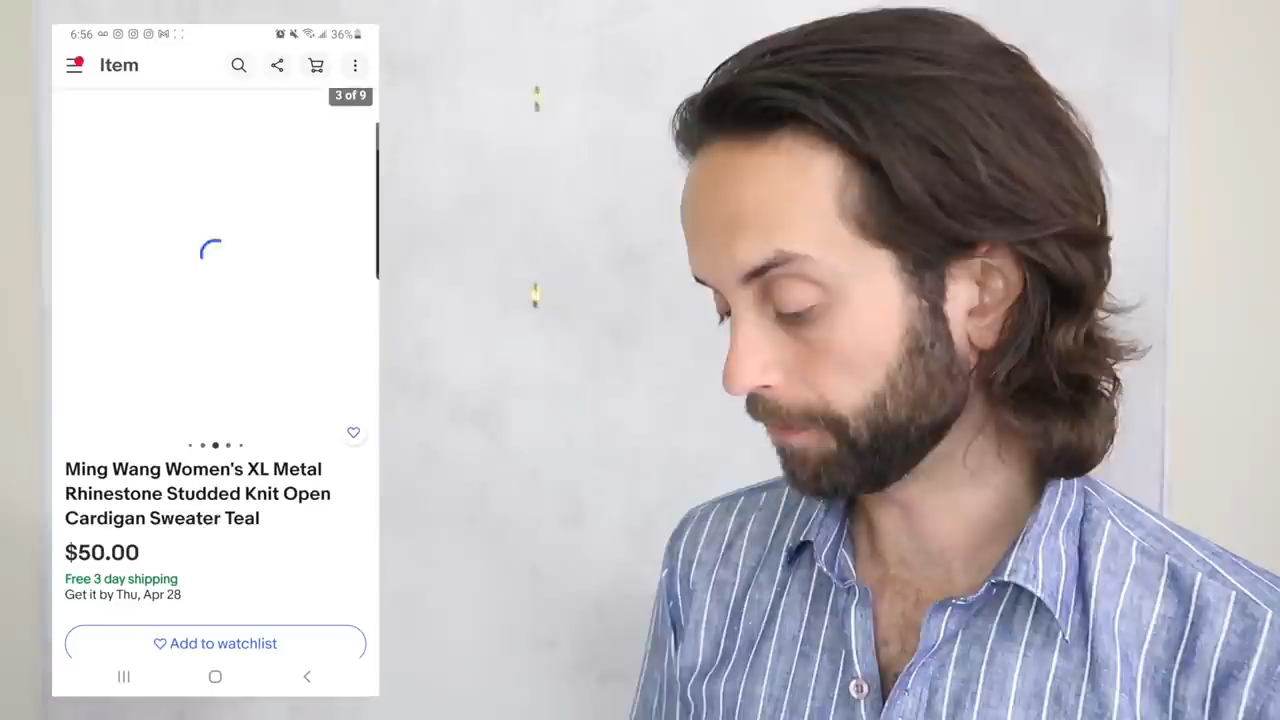 6:56
36%
Item
3 of 9
Ming Wang Women's XL Metal
Rhinestone Studded Knit Open
Cardigan Sweater Teal
$50.00
Free 3 day shipping
Get it by Thu, Apr 28
Add to watchlist